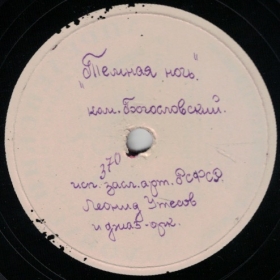 "Темная ночь"
ком. Богословский.
370
исп. засл. арт. РСФСР
Леонид Утесов
и джаз-орк.